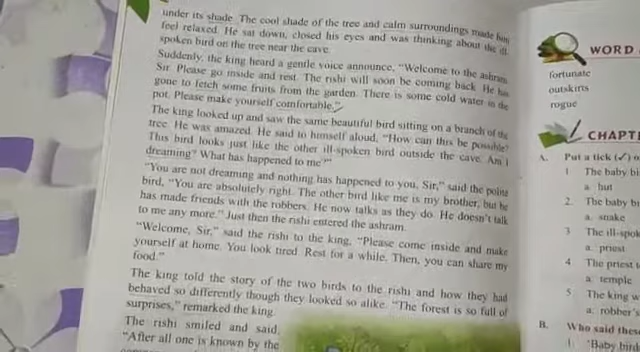 under its shade. The cool shade of the tree and calm surroundings made him
feel relaxed. He sat down, closed his eyes and was thinking about the ill
spoken bird on the tree near the cave.
Suddenly, the king heard a gentle voice announce, "Welcome to the ashram
Sir. Please go inside and rest. The rishi will soon be coming back. He has
gone to fetch some fruits from the garden. There is some cold water in the
pot. Please make yourself comfortable."
The king looked up and saw the same beautiful bird sitting on a branch of the
tree. He was amazed. He said to himself aloud, "How can this be possible?
This bird looks just like the other ill-spoken bird outside the cave. Am I
dreaming? What has happened to me?"
"You are not dreaming and nothing has happened to you, Sir," said the polite
bird, "You are absolutely right. The other bird like me is my brother, but he
has made friends with the robbers. He now talks as they do. He doesn't talk
to me any more." Just then the rishi entered the ashram.
"Welcome, Sir," said the rishi to the king, "Please come inside and make
yourself at home. You look tired. Rest for a while. Then, you can share my
food."
The king told the story of the two birds to the rishi and how they had
behaved so differently though they looked so alike. "The forest is so full of
surprises," remarked the king.
The rishi smiled and said,
"After all one is known by the
WORD
fortunate
outskirts
rogue
CHAPTE
A. Put a tick (✓) o
1 The baby bi
a. hut
2. The baby bi
a. snake
3 The ill-spok
a. priest
4 The priest
a. temple
5 The king w
a. robber's
B. Who said thes
1. "Baby bird